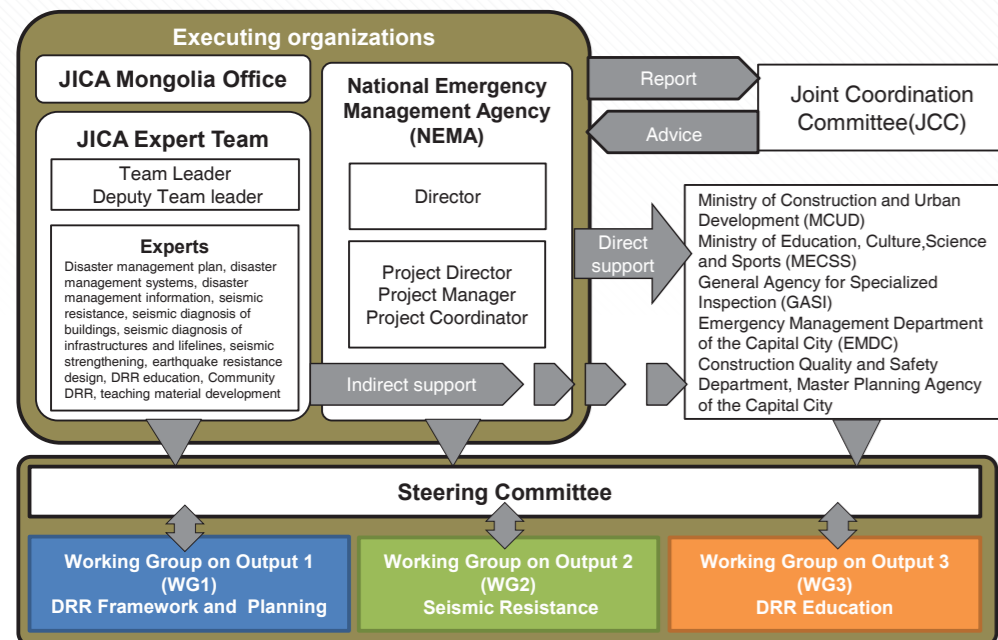 Executing organizations
JICA Mongolia Office
JICA Expert Team
Team Leader
Deputy Team leader
Experts
Disaster management plan, disaster
management systems, disaster
management information, seismic
resistance, seismic diagnosis of
buildings, seismic diagnosis of
infrastructures and lifelines, seismic
strengthening, earthquake resistance
design, DRR education, Community
DRR, teaching material development
National Emergency
Management Agency
(NEMA)
Director
Project Director
Project Manager
Project Coordinator
Indirect support
Report
Advice
Joint Coordination
Committee(JCC)
Direct
support
Ministry of Construction and Urban
Development (MCUD)
Ministry of Education, Culture,Science
and Sports (MECSS)
General Agency for Specialized
Inspection (GASI)
Emergency Management Department
of the Capital City (EMDC)
Construction Quality and Safety
Department, Master Planning Agency
of the Capital City
Steering Committee
Working Group on Output 1
(WG1)
DRR Framework and Planning
Working Group on Output 2
(WG2)
Seismic Resistance
Working Group on Output 3
(WG3)
DRR Education